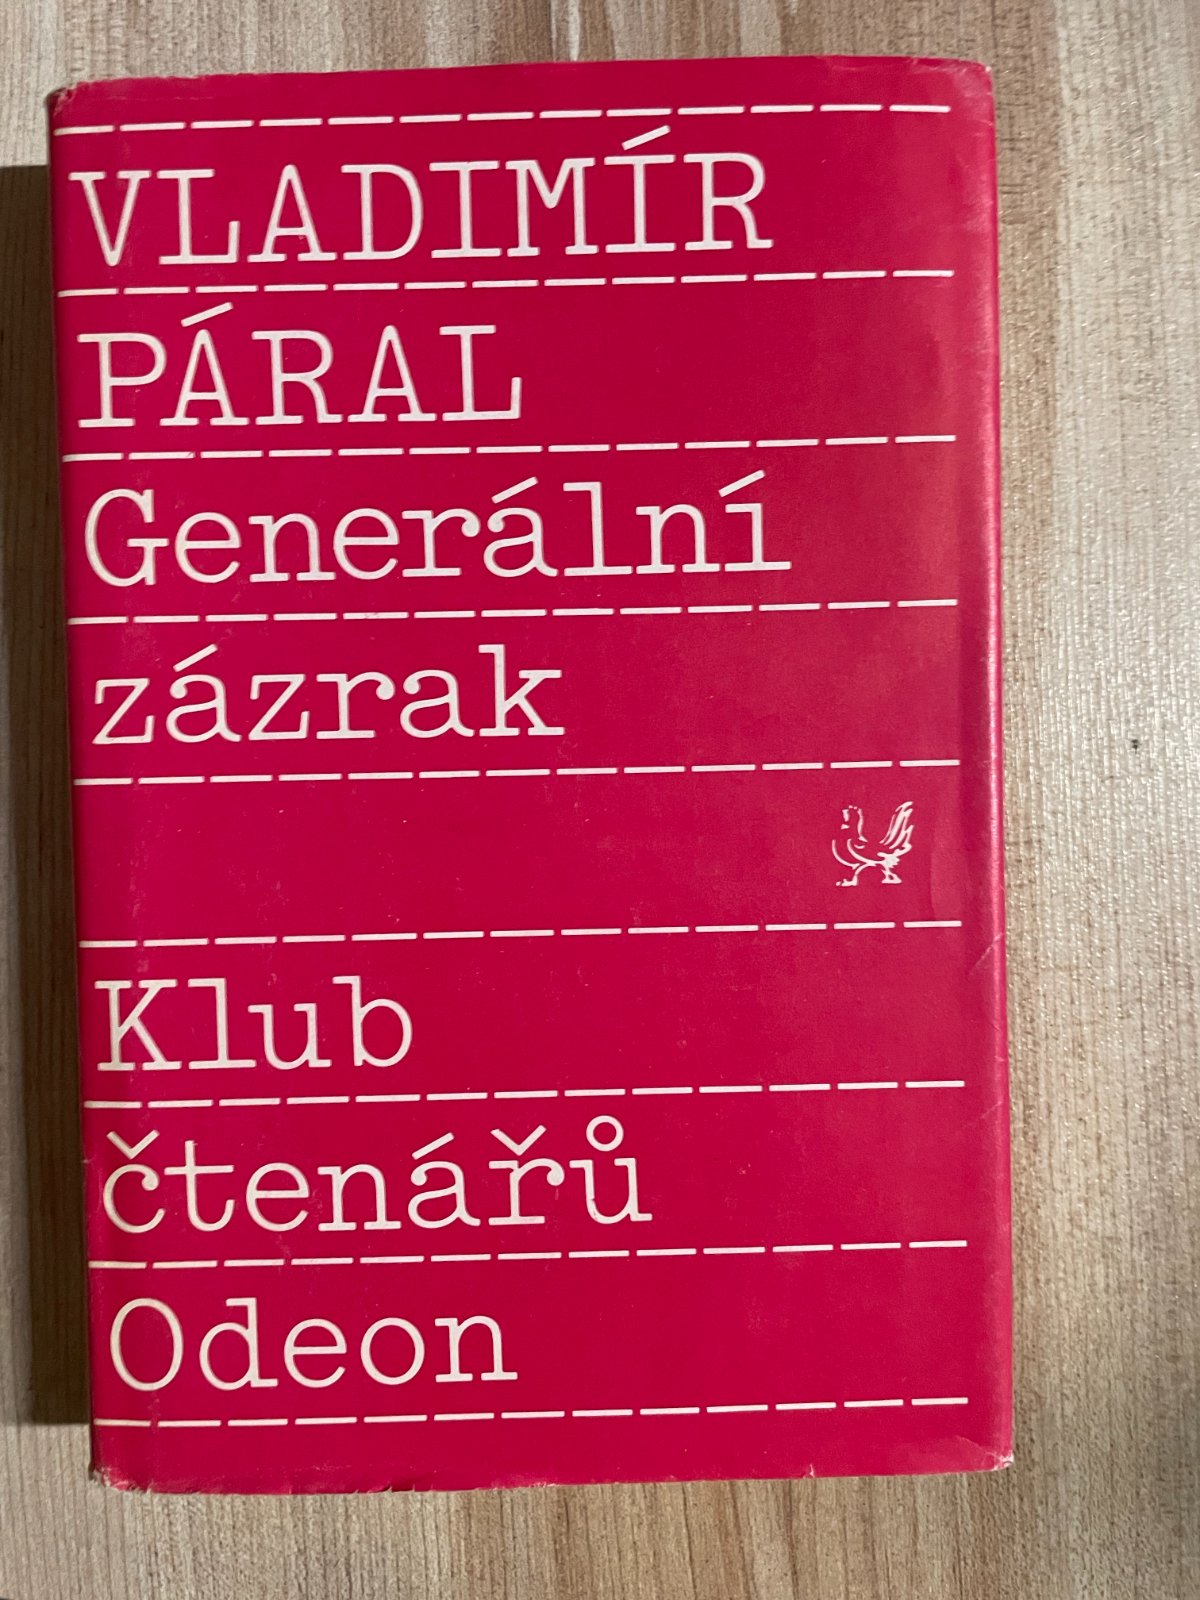 VLADIMÍR
PÁRAL
Generální
zázrak
Klub
čtenářů
Odeon